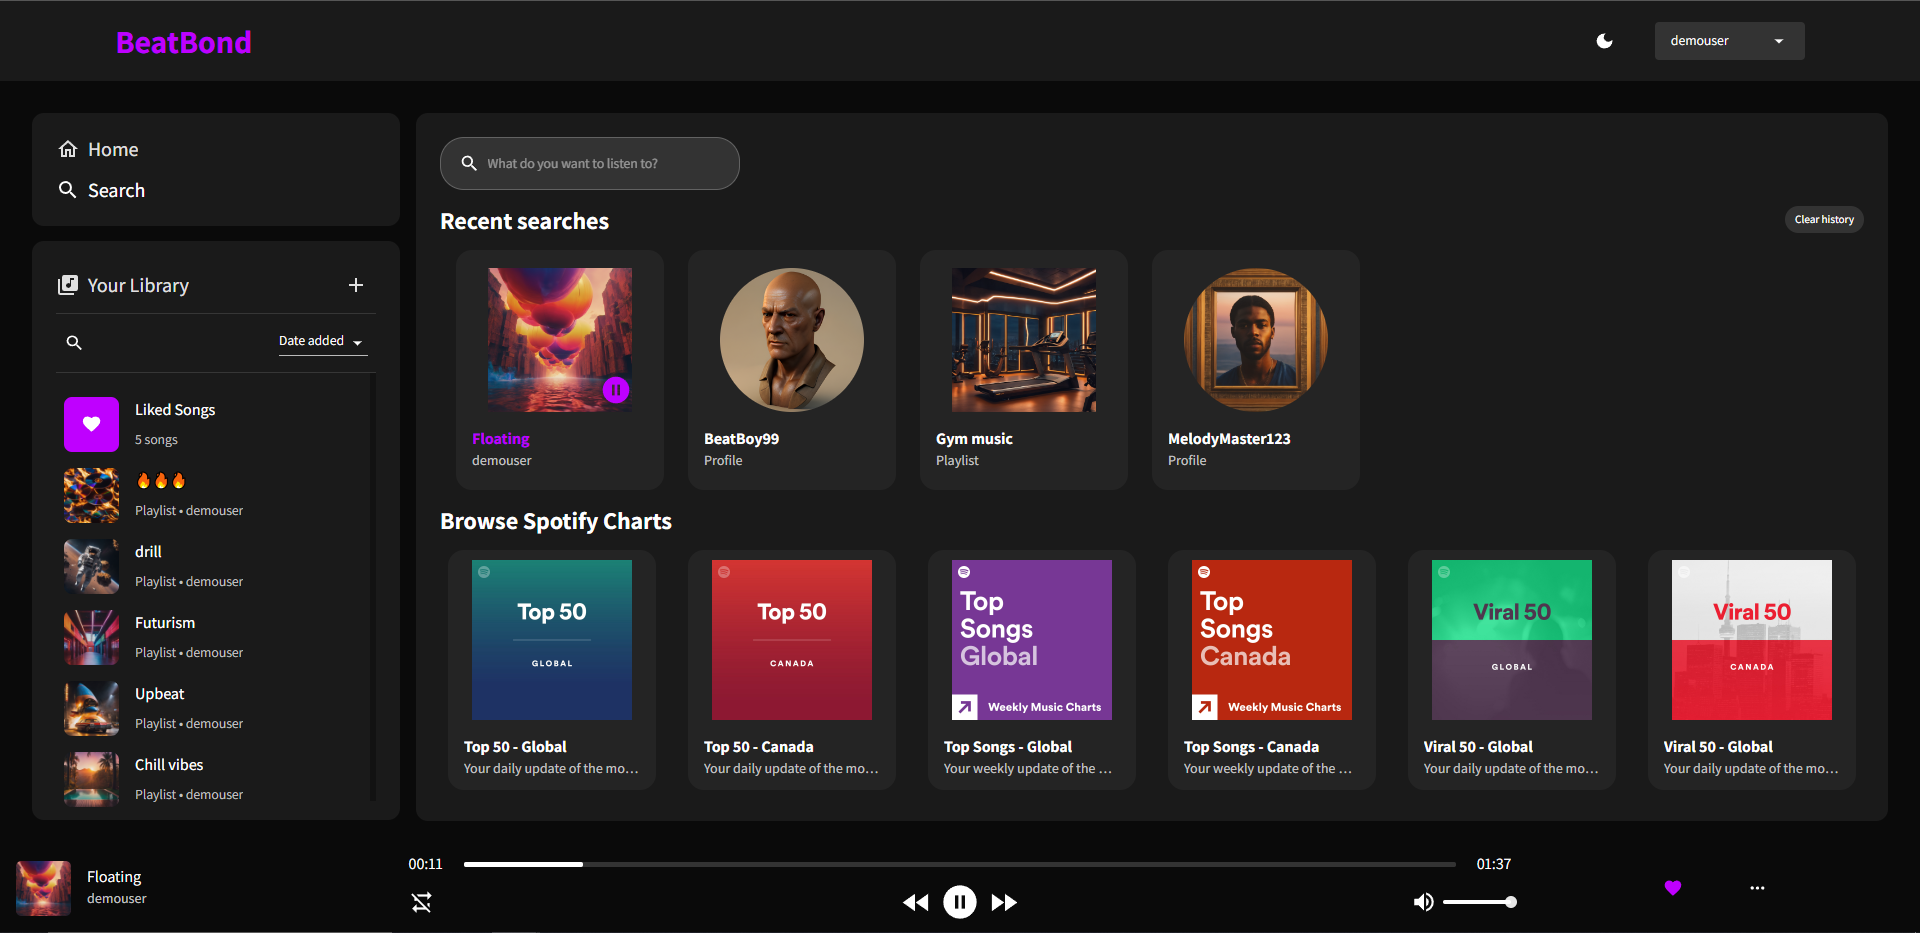 BeatBond
demouser
Home
Search
Your Library
Date added
Liked Songs
5 songs
🔥🔥🔥
Playlist • demouser
drill
Playlist • demouser
Futurism
Playlist • demouser
Upbeat
Playlist • demouser
Chill vibes
Playlist • demouser
What do you want to listen to?
Recent searches
Clear history
Floating
demouser
BeatBoy99
Profile
Gym music
Playlist
MelodyMaster123
Profile
Browse Spotify Charts
Top 50
GLOBAL
Top 50 - Global
Your daily update of the mo...
Top 50
CANADA
Top 50 - Canada
Your daily update of the mo...
Top
Songs
Global
Weekly Music Charts
Top Songs - Global
Your weekly update of the ...
Top
Songs
Canada
Weekly Music Charts
Top Songs - Canada
Your weekly update of the ...
Viral 50
GLOBAL
Viral 50 - Global
Your daily update of the mo...
Viral 50
CANADA
Viral 50 - Global
Your daily update of the mo...
Floating
demouser
00:11
01:37